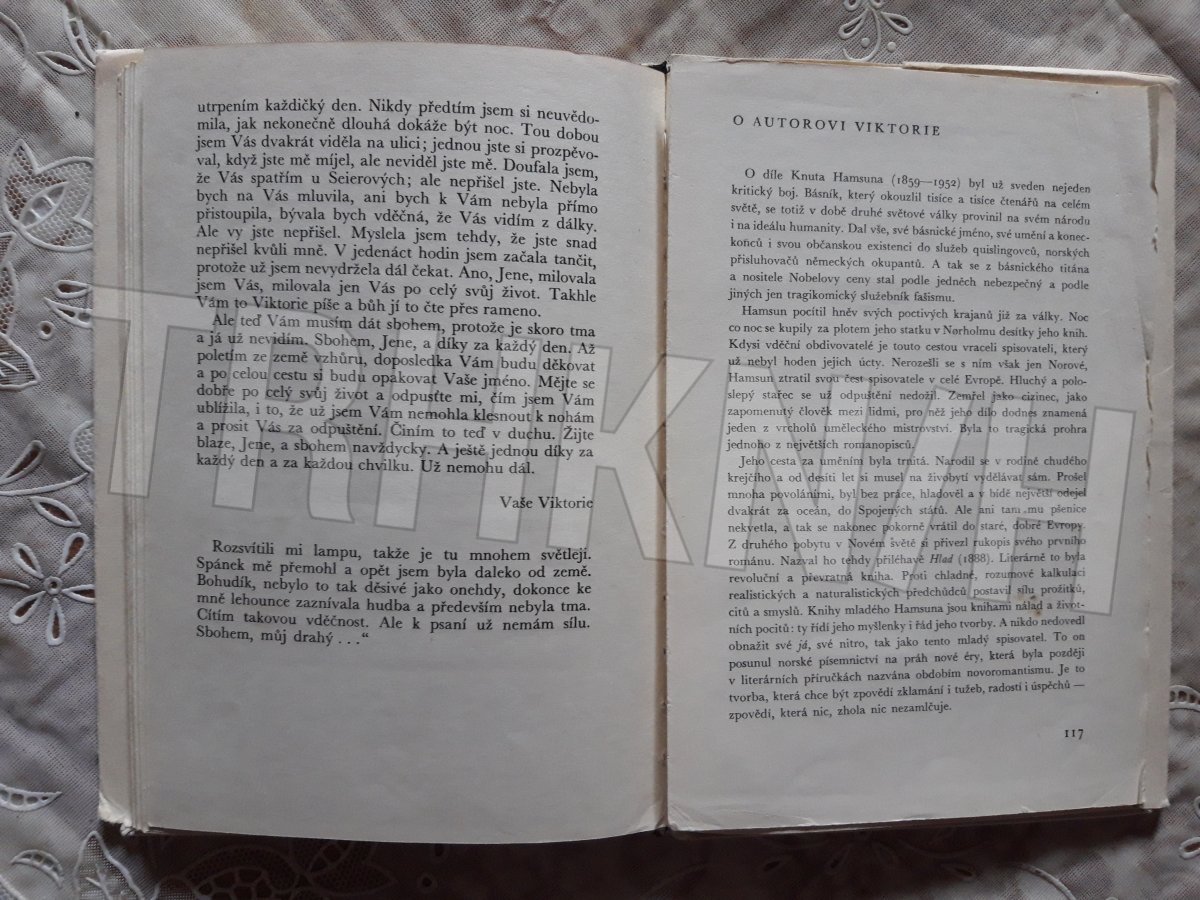 utrpením každičký den. Nikdy předtím jsem si neuvědo-
mila, jak nekonečně dlouhá dokáže být noc. Tou dobou
jsem Vás dvakrát viděla na ulici; jednou jste si prozpěvo-
val, když jste mě míjel, ale neviděl jste mě. Doufala jsem,
že Vás spatřím u Seierových; ale nepřišel jste. Nebyla
bych na Vás mluvila, ani bych k Vám nebyla přímo
přistoupila, bývala bych vděčná, že Vás vidím z dálky.
Ale vy jste nepřišel. Myslela jsem tehdy, že jste snad
nepřišel kvůli mně. V jedenáct hodin jsem začala tančit,
protože už jsem nevydržela dál čekat. Ano, Jene, milovala
jsem Vás, milovala jen Vás po celý svůj život. Takhle
Vám to Viktorie píše a bůh jí to čte přes rameno.
Ale teď Vám musím dát sbohem, protože je skoro tma
a já už nevidím. Sbohem, Jene, a díky za každý den. Až
poletím ze země vzhůru, doposledka Vám budu děkovat
a po celou cestu si budu opakovat Vaše jméno. Mějte se
dobře po celý svůj život a odpusťte mi, čím jsem Vám
ublížila, i to, že už jsem Vám nemohla klesnout k nohám
a prosit Vás za odpuštění. Činím to teď v duchu. Žijte
blaze, Jene, a sbohem navždycky. A ještě jednou díky za
každý den a za každou chvilku. Už nemohu dál.
Vaše Viktorie
Rozsvítili mi lampu, takže je tu mnohem světleji.
Spánek mě přemohl a opět jsem byla daleko od země.
Bohudík, nebylo to tak děsivé jako onehdy, dokonce ke
mně lehounce zaznívala hudba a především nebyla tma.
Cítím takovou vděčnost. Ale k psaní už nemám sílu.
Sbohem, můj drahý . . .“
O AUTOROVI VIKTORIE
O díle Knuta Hamsuna (1859—1952) byl už sveden nejeden
kritický boj. Básník, který okouzlil tisíce a tisíce čtenářů na celém
světě, se totiž v době druhé světové války provinil na svém národu
i na ideálu humanity. Dal vše, své básnické jméno, své umění a konec-
konců i svou občanskou existenci do služeb quislingovců, norských
přisluhovačů německých okupantů. A tak se z básnického titána
a nositele Nobelovy ceny stal podle jedněch nebezpečný a podle
jiných jen tragikomický služebník fašismu.
Hamsun pocítil hněv svých poctivých krajanů již za války. Noc
co noc se kupily za plotem jeho statku v Nørholmu desítky jeho knih.
Kdysi vděční obdivovatelé je touto cestou vraceli spisovateli, který
už nebyl hoden jejich úcty. Nerozešli se s ním však jen Norové,
Hamsun ztratil svou čest spisovatele v celé Evropě. Hluchý a polo-
slepý stařec se už odpuštění nedožil. Zemřel jako cizinec, jako
zapomenutý člověk mezi lidmi, pro něž jeho dílo dodnes znamená
jeden z vrcholů uměleckého mistrovství. Byla to tragická prohra
jednoho z největších romanopisců.
Jeho cesta za uměním byla trnitá. Narodil se v rodině chudého
krejčího a od desíti let si musel na živobytí vydělávat sám. Prošel
mnoha povoláními, byl bez práce, hladověl a v bídě největší odejel
dvakrát za oceán, do Spojených států. Ale ani tam mu pšenice
nekvetla, a tak se nakonec pokorně vrátil do staré, dobré Evropy.
Z druhého pobytu v Novém světě si přivezl rukopis svého prvního
románu. Nazval ho tehdy příléhavě Hlad (1888). Literárně to byla
revoluční a převratná kniha. Proti chladné, rozumové kalkulaci
realistických a naturalistických předchůdců postavil sílu prožitků,
citů a smyslů. Knihy mladého Hamsuna jsou knihami nálad a život-
ních pocitů: ty řídí jeho myšlenky i řád jeho tvorby. A nikdo nedovedl
obnažit své já, své nitro, tak jako tento mladý spisovatel. To on
posunul norské písemnictví na práh nové éry, která byla později
v literárních příručkách nazvána obdobím novoromantismu. Je to
tvorba, která chce být zpovědí zklamání i tužeb, radostí i úspěchů —
zpovědí, která nic, zhola nic nezamlčuje.
117
TRHKNIH